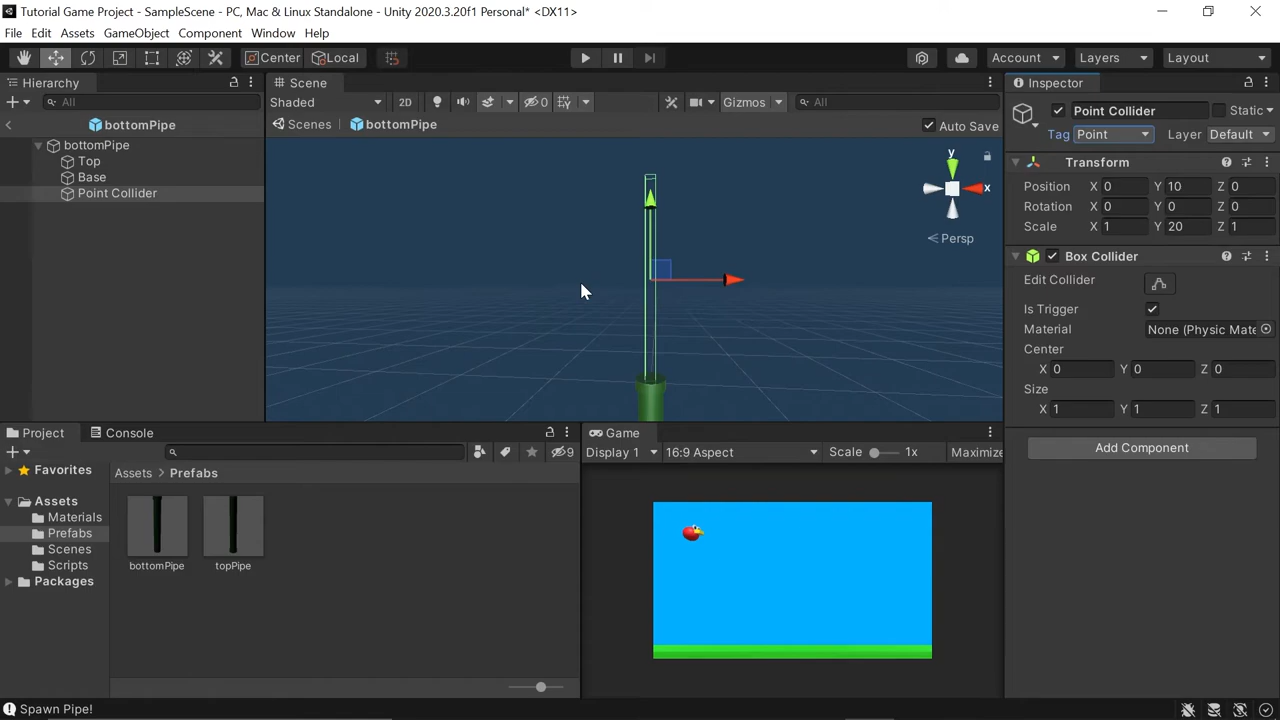 Tutorial Game Project - SampleScene - PC, Mac & Linux Standalone - Unity 2020.3.20f1 Personal* <DX11>
File Edit Assets GameObject Component Window Help
Center Local Account Layers Layout
Hierarchy
All
bottomPipe
bottomPipe
Top
Base
Point Collider
Scene
Shaded 2D 0 Gizmos All
Scenes bottomPipe Auto Save
y
x
Persp
Inspector
Point Collider Static
Tag Point Layer Default
Transform
Position X 0 Y 10 Z 0
Rotation X 0 Y 0 Z 0
Scale X 1 Y 20 Z 1
Box Collider
Edit Collider
Is Trigger
Material None (Physic Mate
Center
X 0 Y 0 Z 0
Size
X 1 Y 1 Z 1
Add Component
Project Console
9
Favorites
Assets
Materials
Prefabs
Scenes
Scripts
Packages
Assets Prefabs
bottomPipe topPipe
Game
Display 1 16:9 Aspect Scale 1x Maximize
Spawn Pipe!